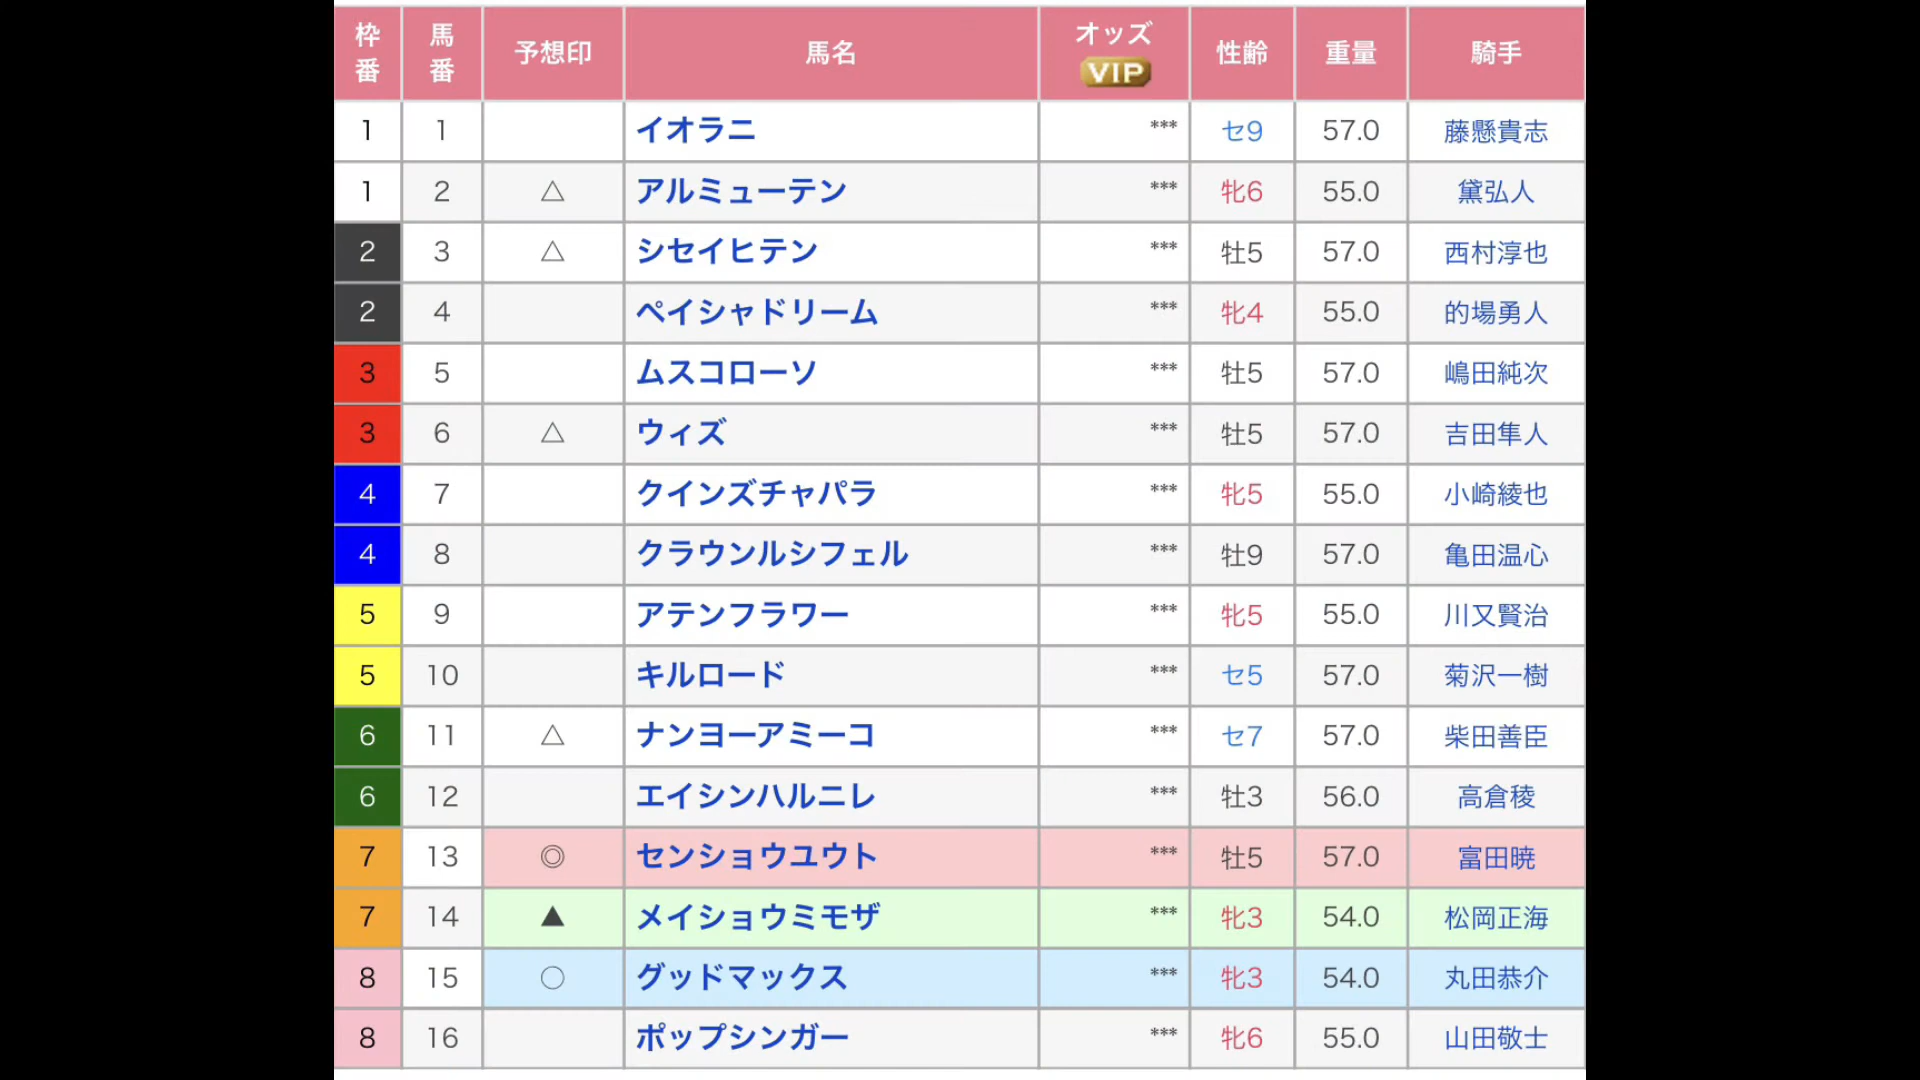 枠番 馬番 予想印 馬名 オッズ VIP 性齢 重量 騎手
1 1 イオラニ *** セ9 57.0 藤懸貴志
1 2 △ アルミューテン *** 牝6 55.0 黛弘人
2 3 △ シセイヒテン *** 牡5 57.0 西村淳也
2 4 ペイシャドリーム *** 牝4 55.0 的場勇人
3 5 ムスコローソ *** 牡5 57.0 嶋田純次
3 6 △ ウィズ *** 牡5 57.0 吉田隼人
4 7 クインズチャパラ *** 牝5 55.0 小崎綾也
4 8 クラウンルシフェル *** 牡9 57.0 亀田温心
5 9 アテンフラワー *** 牝5 55.0 川又賢治
5 10 キルロード *** セ5 57.0 菊沢一樹
6 11 △ ナンヨーアミーコ *** セ7 57.0 柴田善臣
6 12 エイシンハルニレ *** 牡3 56.0 高倉稜
7 13 ◎ センショウユウト *** 牡5 57.0 富田暁
7 14 ▲ メイショウミモザ *** 牝3 54.0 松岡正海
8 15 ○ グッドマックス *** 牝3 54.0 丸田恭介
8 16 ポップシンガー *** 牝6 55.0 山田敬士